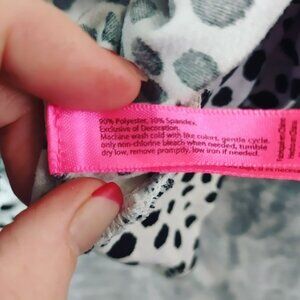 90% Polyester, 10% Spandex
Exclusive of Decoration.
Machine wash cold with like colors, gentle cycle,
only non-chlorine bleach when needed, tumble
dry low, remove promptly, low iron if needed.